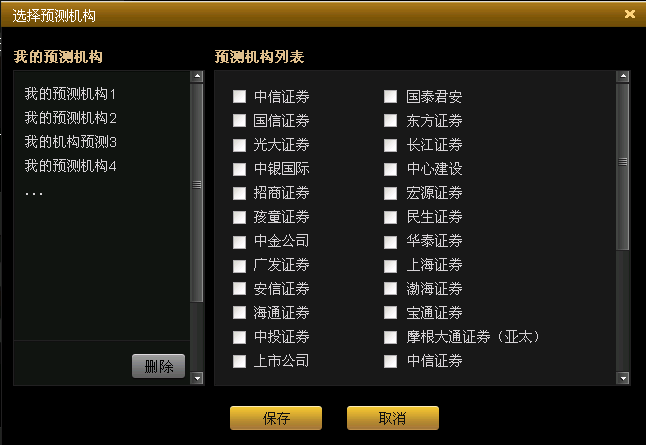 选择预测机构
我的预测机构
我的预测机构1
我的预测机构2
我的机构预测3
我的预测机构4
...
删除
预测机构列表
中信证券 国泰君安
国信证券 东方证券
光大证券 长江证券
中银国际 中心建设
招商证券 宏源证券
孩童证券 民生证券
中金公司 华泰证券
广发证券 上海证券
安信证券 渤海证券
海通证券 宝通证券
中投证券 摩根大通证券（亚太）
上市公司 中信证券
保存 取消